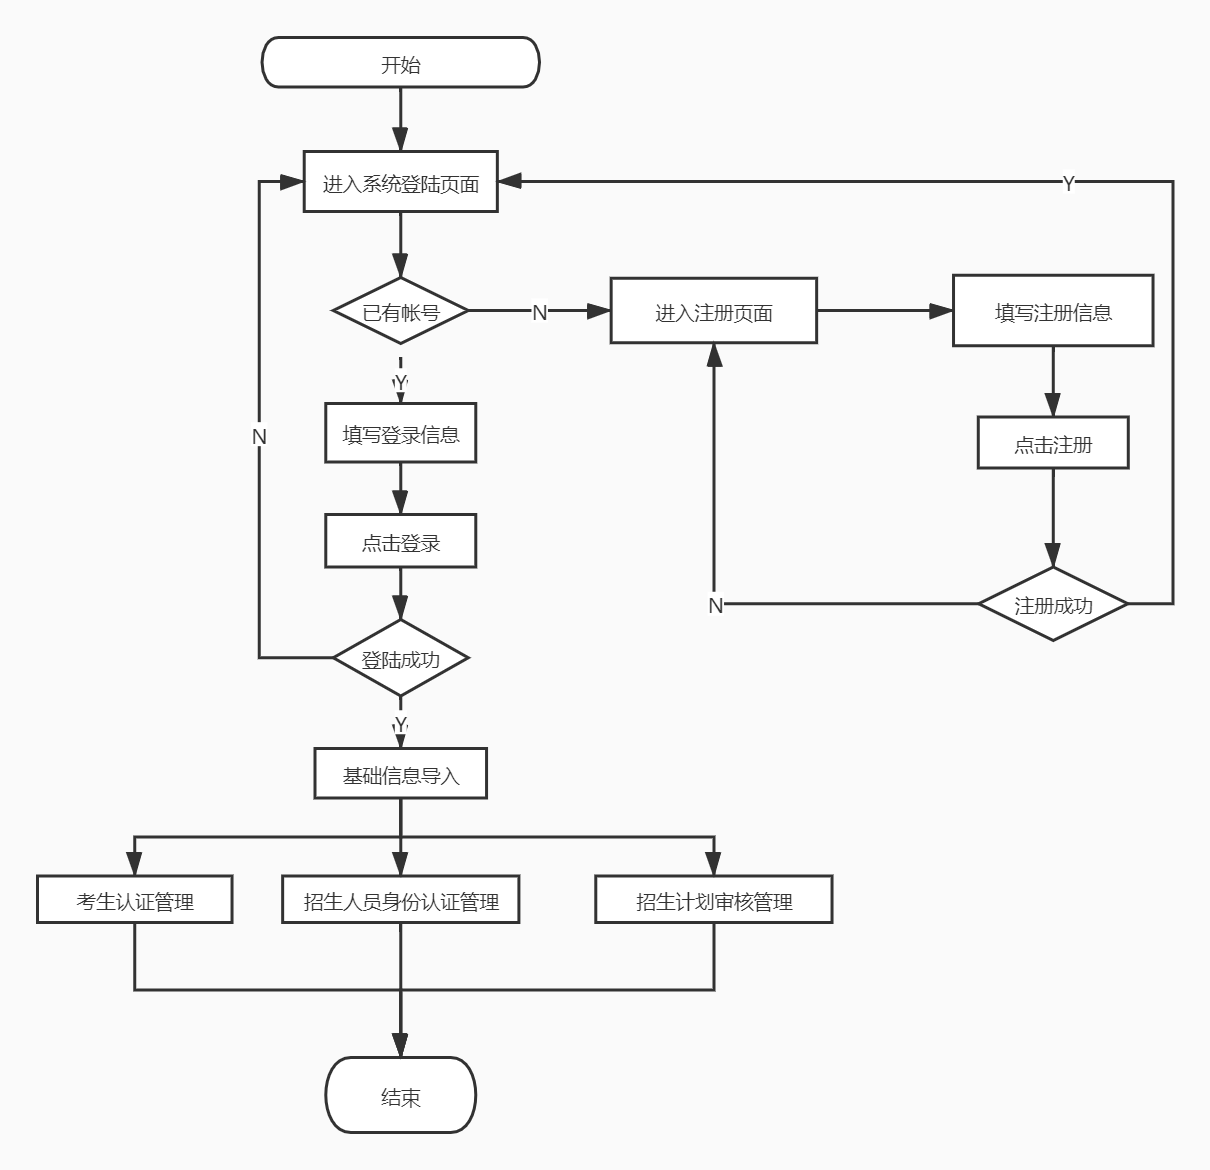 开始
进入系统登陆页面
Y
已有帐号
N
进入注册页面
填写注册信息
Y
填写登录信息
N
点击注册
点击登录
N
注册成功
登陆成功
Y
基础信息导入
考生认证管理
招生人员身份认证管理
招生计划审核管理
结束